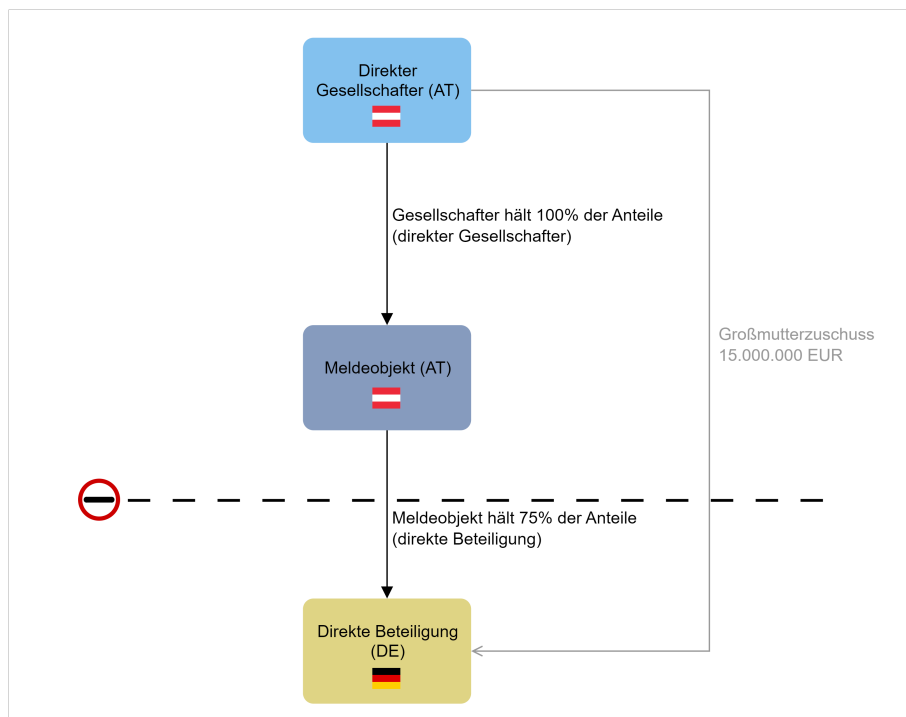 Direkter
Gesellschafter (AT)
Gesellschafter hält 100% der Anteile
(direkter Gesellschafter)
Großmutterzuschuss
15.000.000 EUR
Meldeobjekt (AT)
Meldeobjekt hält 75% der Anteile
(direkte Beteiligung)
Direkte Beteiligung
(DE)